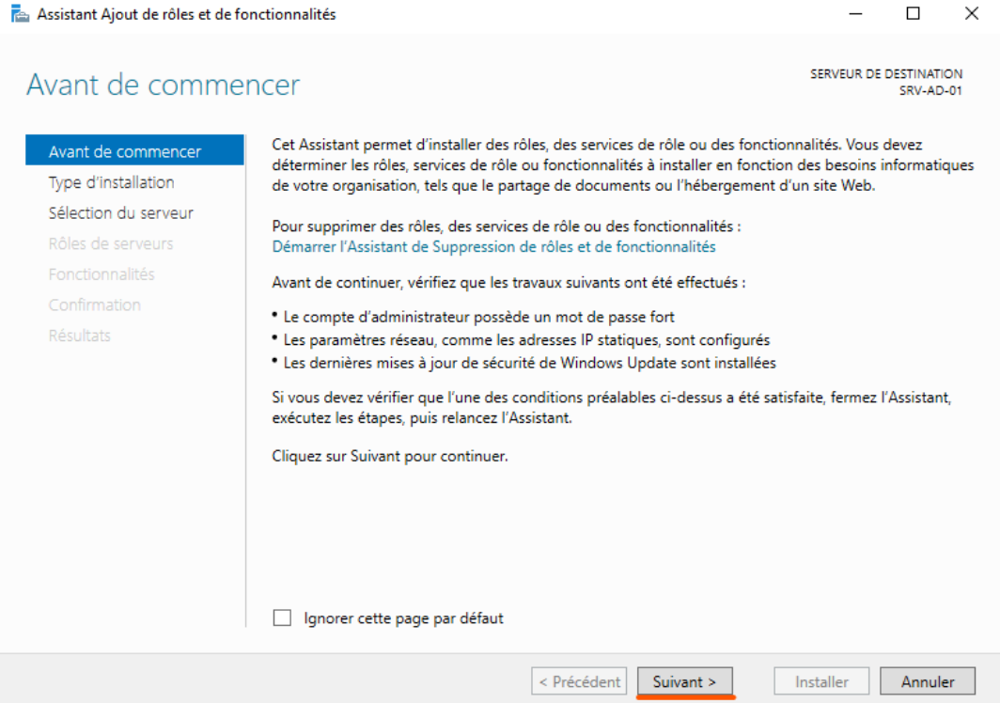 Assistant Ajout de rôles et de fonctionnalités
Avant de commencer
SERVEUR DE DESTINATION
SRV-AD-01
Avant de commencer
Type d'installation
Sélection du serveur
Rôles de serveurs
Fonctionnalités
Confirmation
Résultats
Cet Assistant permet d'installer des rôles, des services de rôle ou des fonctionnalités. Vous devez
déterminer les rôles, services de rôle ou fonctionnalités à installer en fonction des besoins informatiques
de votre organisation, tels que le partage de documents ou l'hébergement d'un site Web.
Pour supprimer des rôles, des services de rôle ou des fonctionnalités :
Démarrer l'Assistant de Suppression de rôles et de fonctionnalités
Avant de continuer, vérifiez que les travaux suivants ont été effectués :
• Le compte d'administrateur possède un mot de passe fort
• Les paramètres réseau, comme les adresses IP statiques, sont configurés
• Les dernières mises à jour de sécurité de Windows Update sont installées
Si vous devez vérifier que l'une des conditions préalables ci-dessus a été satisfaite, fermez l'Assistant,
exécutez les étapes, puis relancez l'Assistant.
Cliquez sur Suivant pour continuer.
Ignorer cette page par défaut
< Précédent
Suivant >
Installer
Annuler